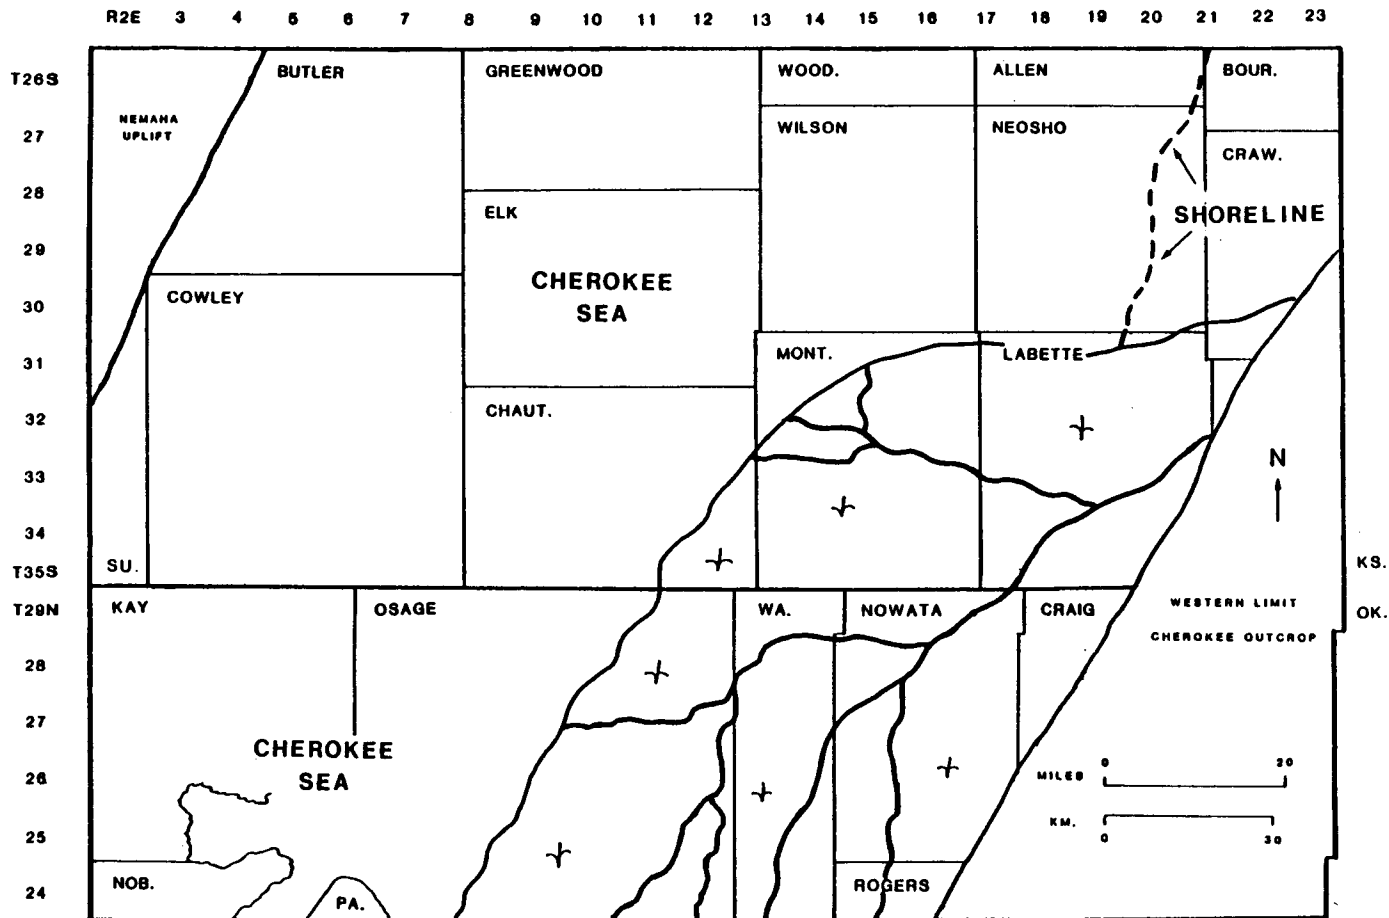 R2E 3 4 5 6 7 8 9 10 11 12 13 14 15 16 17 18 19 20 21 22 23
T26S
BUTLER
GREENWOOD
WOOD.
ALLEN
BOUR.
NEMAHA
UPLIFT
27
WILSON
NEOSHO
CRAW.
28
ELK
SHORELINE
29
CHEROKEE
SEA
COWLEY
30
31
MONT.
LABETTE
CHAUT.
32
33
N
34
SU.
T35S
KS.
T29N
KAY
OSAGE
WA.
NOWATA
CRAIG
WESTERN LIMIT
CHEROKEE OUTCROP
OK.
28
27
CHEROKEE
SEA
26
MILES
0 20
25
KM.
0 30
NOB.
PA.
ROGERS
24